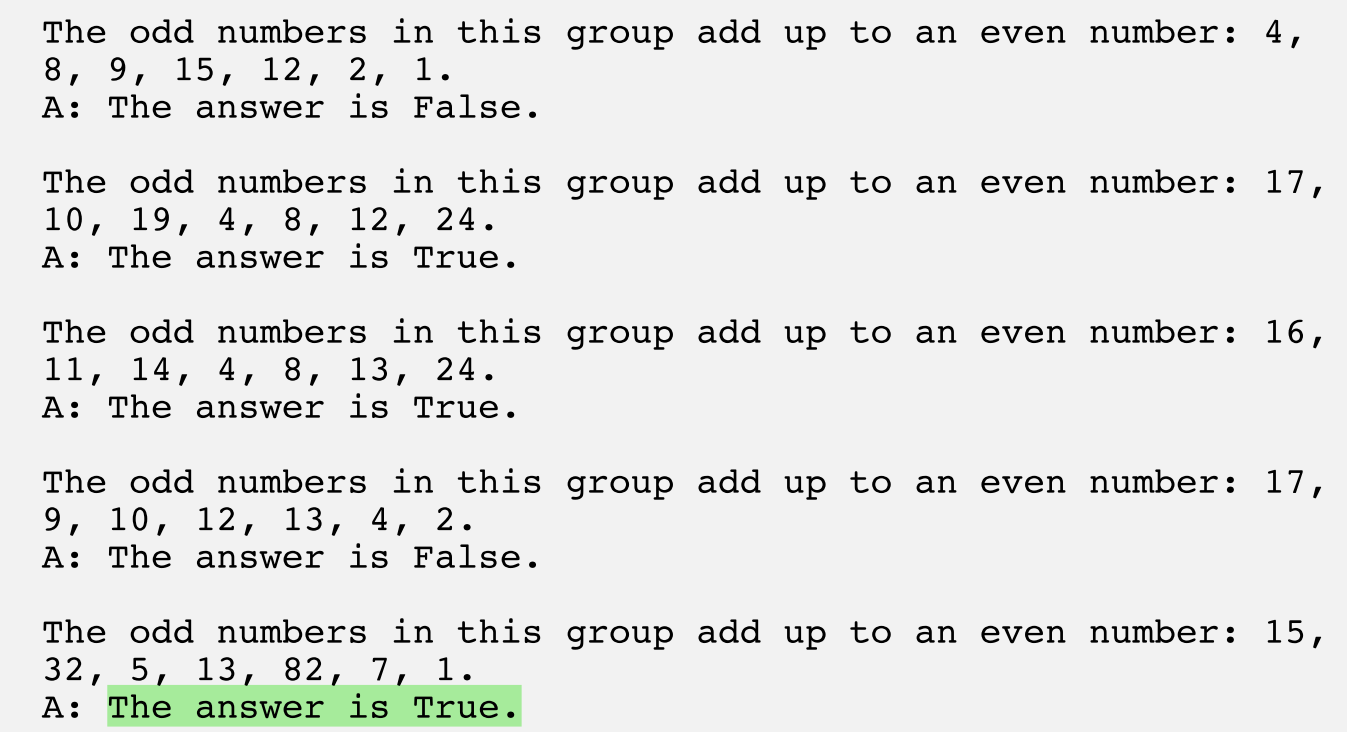 The odd numbers in this group add up to an even number: 4,
8, 9, 15, 12, 2, 1.
A: The answer is False.
The odd numbers in this group add up to an even number: 17,
10, 19, 4, 8, 12, 24.
A: The answer is True.
The odd numbers in this group add up to an even number: 16,
11, 14, 4, 8, 13, 24.
A: The answer is True.
The odd numbers in this group add up to an even number: 17,
9, 10, 12, 13, 4, 2.
A: The answer is False.
The odd numbers in this group add up to an even number: 15,
32, 5, 13, 82, 7, 1.
A: The answer is True.